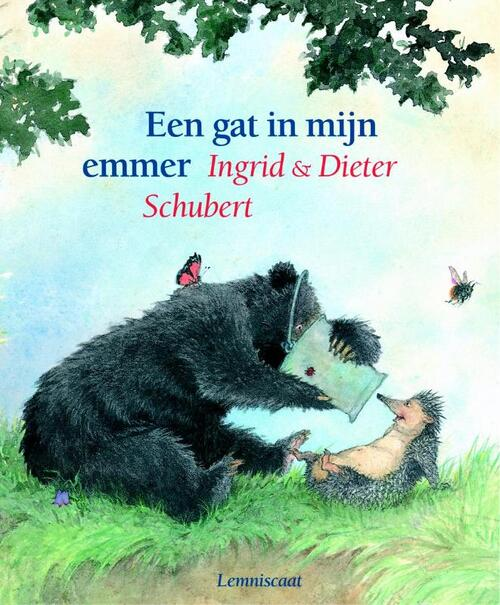 Een gat in mijn
emmer Ingrid & Dieter
Schubert
Lemniscaat